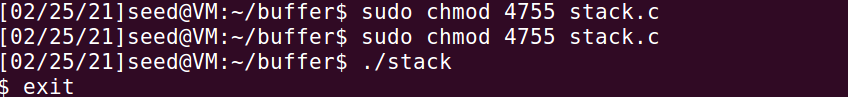 [02/25/21]seed@VM:~/buffer$ sudo chmod 4755 stack.c
[02/25/21]seed@VM:~/buffer$ sudo chmod 4755 stack.c
[02/25/21]seed@VM:~/buffer$ ./stack
$ exit